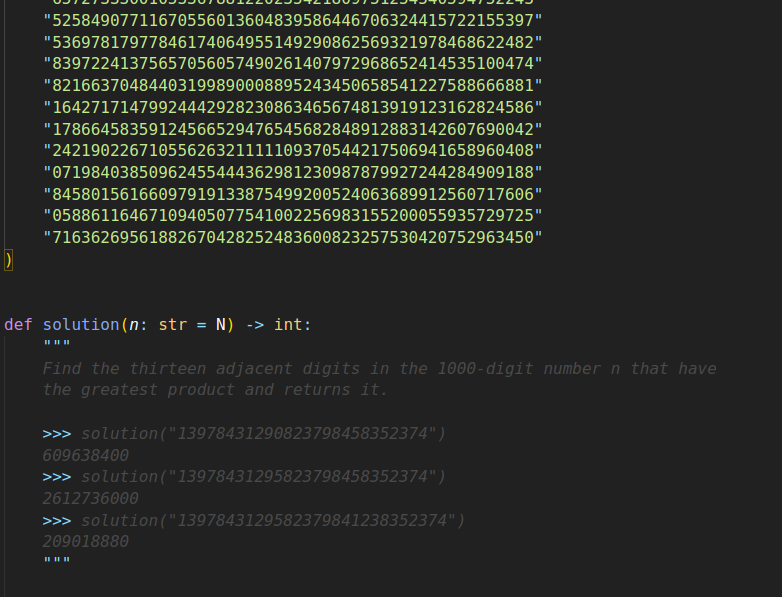 "52584907711670556013604839586446706324415722155397"
"53697817977846174064955149290862569321978468622482"
"83972241375657056057490261407972968652414535100474"
"82166370484403199890008895243450658541227588666881"
"16427171479924442928230863465674813919123162824586"
"17866458359124566529476545682848912883142607690042"
"24219022671055626321111109370544217506941658960408"
"07198403850962455444362981230987879927244284909188"
"84580156166097919133875499200524063689912560717606"
"05886116467109405077541002256983155200055935729725"
"71636269561882670428252483600823257530420752963450"
)
def solution(n: str = N) -> int:
"""
Find the thirteen adjacent digits in the 1000-digit number n that have
the greatest product and returns it.
>>> solution("13978431290823798458352374")
609638400
>>> solution("13978431295823798458352374")
2612736000
>>> solution("1397843129582379841238352374")
209018880
"""